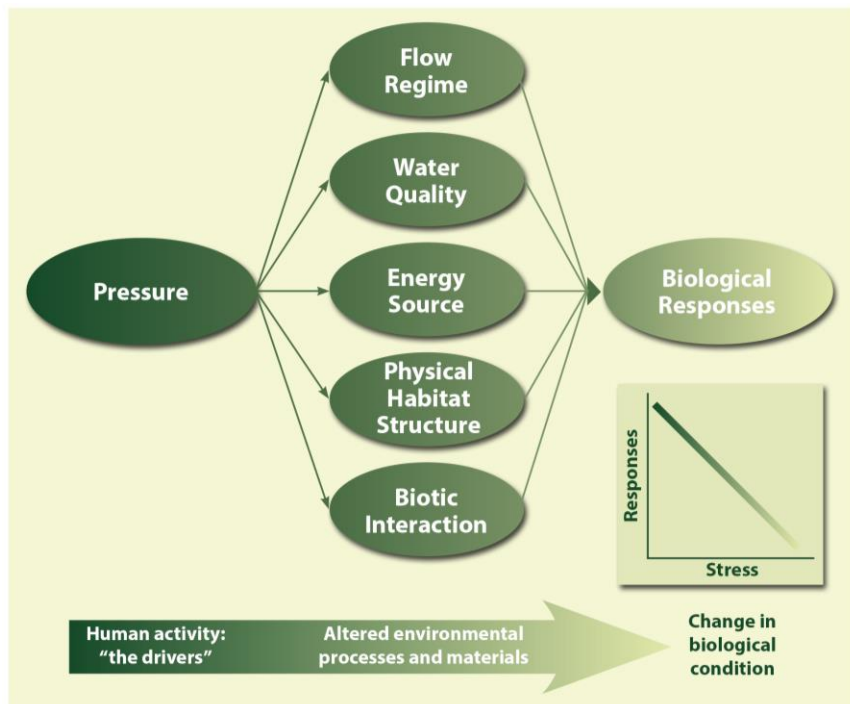 Flow
Regime
Water
Quality
Pressure
Energy
Source
Biological
Responses
Physical
Habitat
Structure
Biotic
Interaction
Responses
Stress
Human activity:
"the drivers"
Altered environmental
processes and materials
Change in
biological
condition